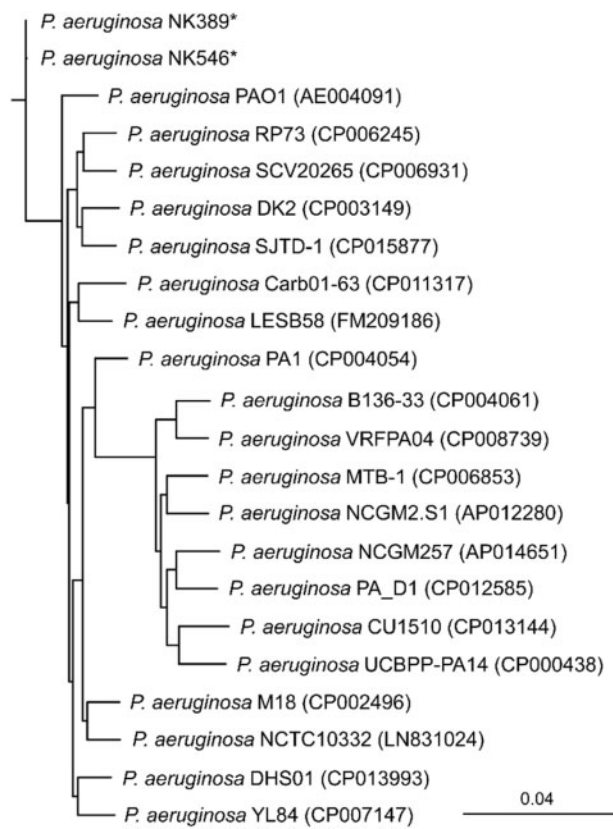 P. aeruginosa NK389*
P. aeruginosa NK546*
P. aeruginosa PAO1 (AE004091)
P. aeruginosa RP73 (CP006245)
P. aeruginosa SCV20265 (CP006931)
P. aeruginosa DK2 (CP003149)
P. aeruginosa SJTD-1 (CP015877)
P. aeruginosa Carb01-63 (CP011317)
P. aeruginosa LESB58 (FM209186)
P. aeruginosa PA1 (CP004054)
P. aeruginosa B136-33 (CP004061)
P. aeruginosa VRFPA04 (CP008739)
P. aeruginosa MTB-1 (CP006853)
P. aeruginosa NCGM2.S1 (AP012280)
P. aeruginosa NCGM257 (AP014651)
P. aeruginosa PA_D1 (CP012585)
P. aeruginosa CU1510 (CP013144)
P. aeruginosa UCBPP-PA14 (CP000438)
P. aeruginosa M18 (CP002496)
P. aeruginosa NCTC10332 (LN831024)
P. aeruginosa DHS01 (CP013993)
P. aeruginosa YL84 (CP007147)
0.04